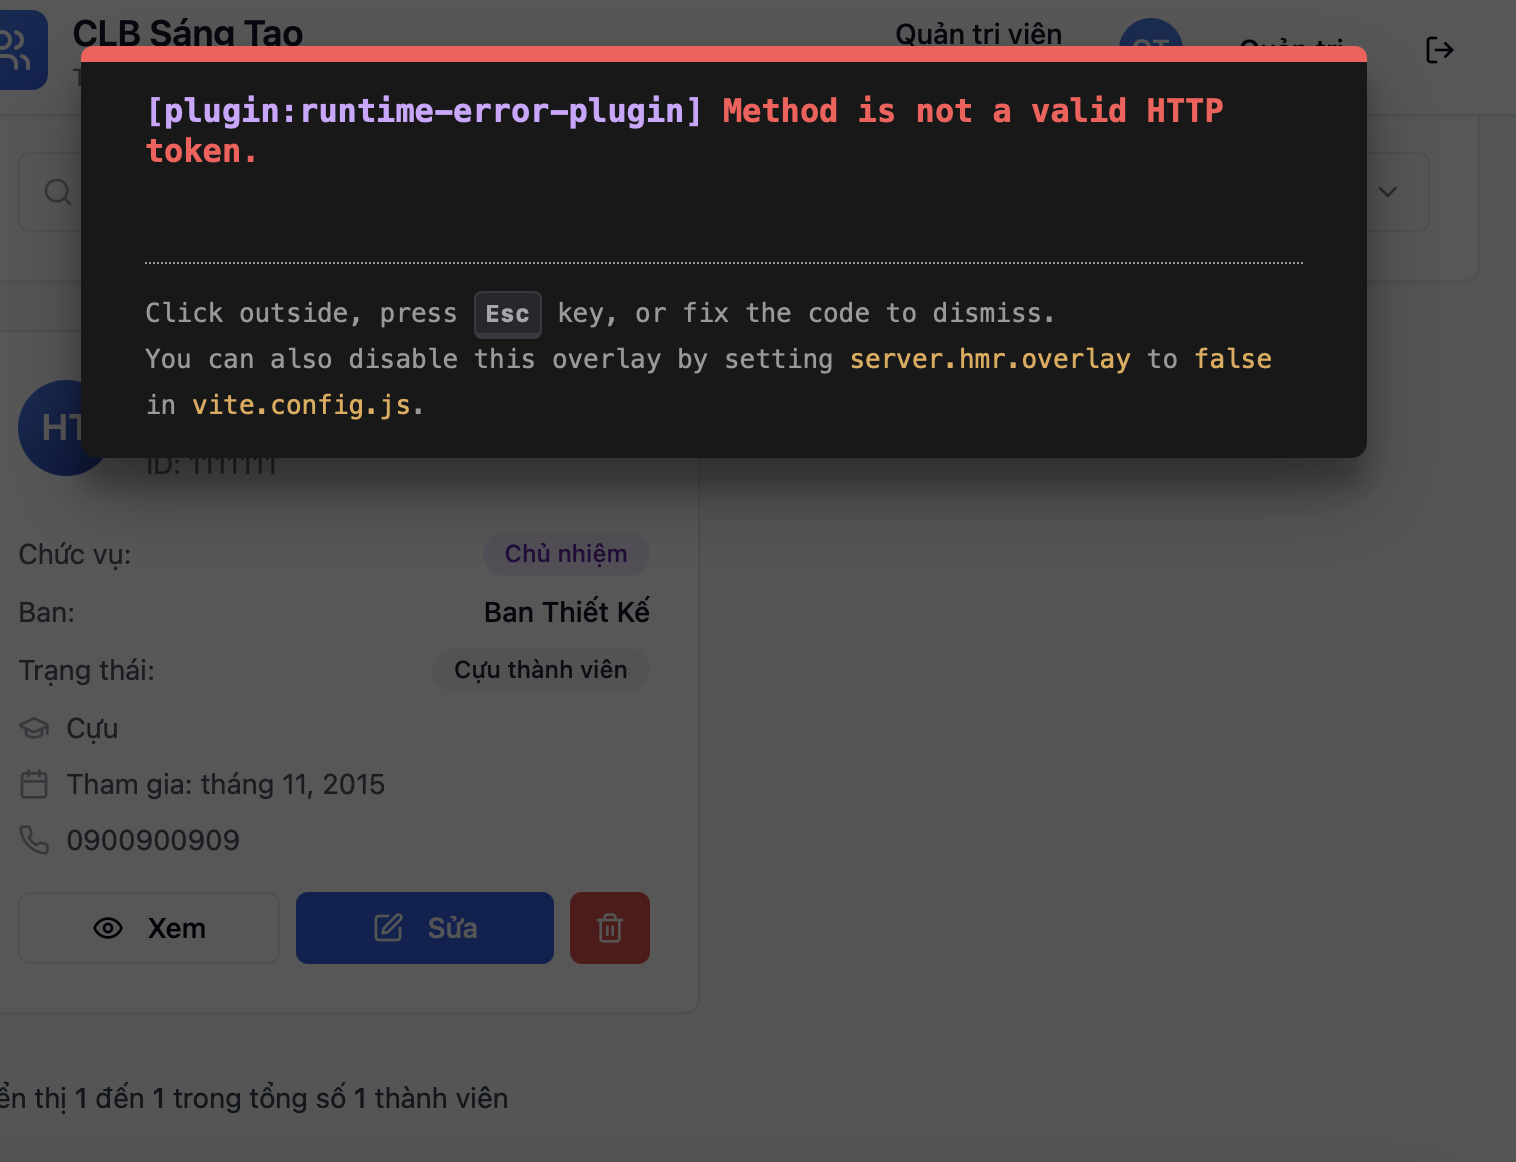 CLB Sáng Tạo
Quản trị viên
[plugin:runtime-error-plugin] Method is not a valid HTTP
token.
Click outside, press Esc key, or fix the code to dismiss.
You can also disable this overlay by setting server.hmr.overlay to false
in vite.config.js.
HT
ID: 1111111
Chức vụ:
Chủ nhiệm
Ban:
Ban Thiết Kế
Trạng thái:
Cựu thành viên
Cựu
Tham gia: tháng 11, 2015
0900900909
Xem
Sửa
ển thị 1 đến 1 trong tổng số 1 thành viên